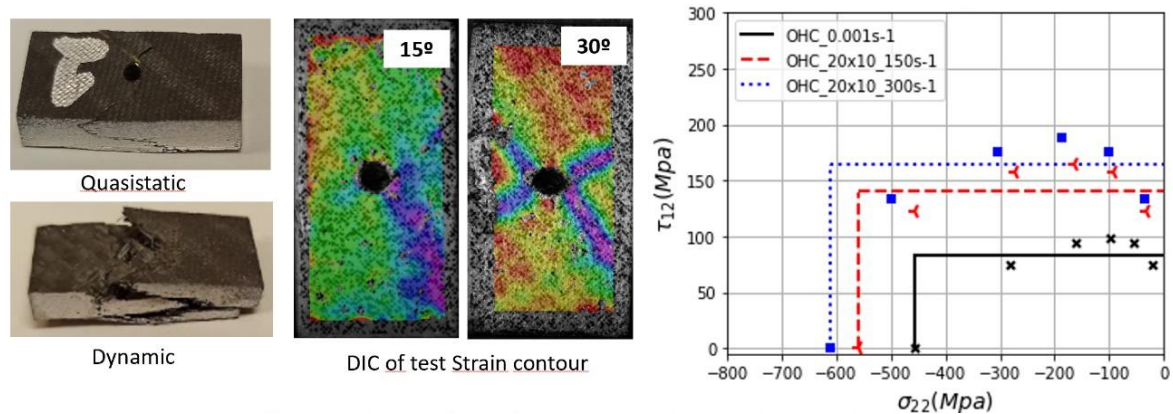 Quasistatic
Dynamic
15º
30º
DIC of test Strain contour
τ12(Mpa)
300
250
200
150
100
50
0
OHC_0.001s-1
OHC_20x10_150s-1
OHC_20x10_300s-1
−800 −700 −600 −500 −400 −300 −200 −100 0
σ22(Mpa)